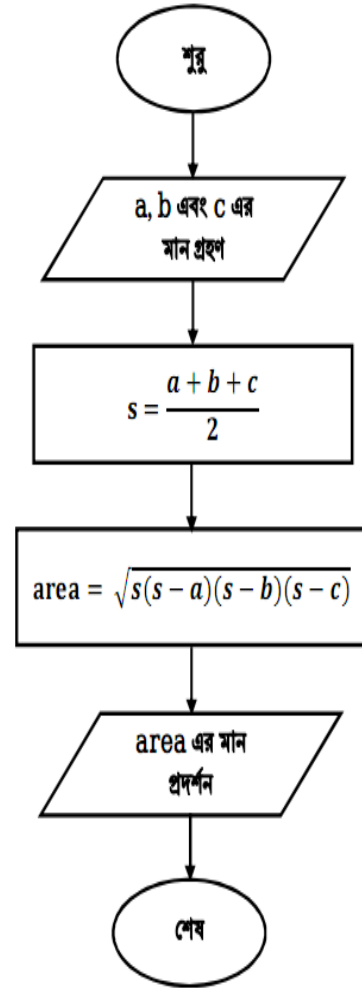 শুরু
a, b এবং c এর
মান গ্রহণ
s = (a + b + c) / 2
area = √s(s − a)(s − b)(s − c)
area এর মান
প্রদর্শন
শেষ